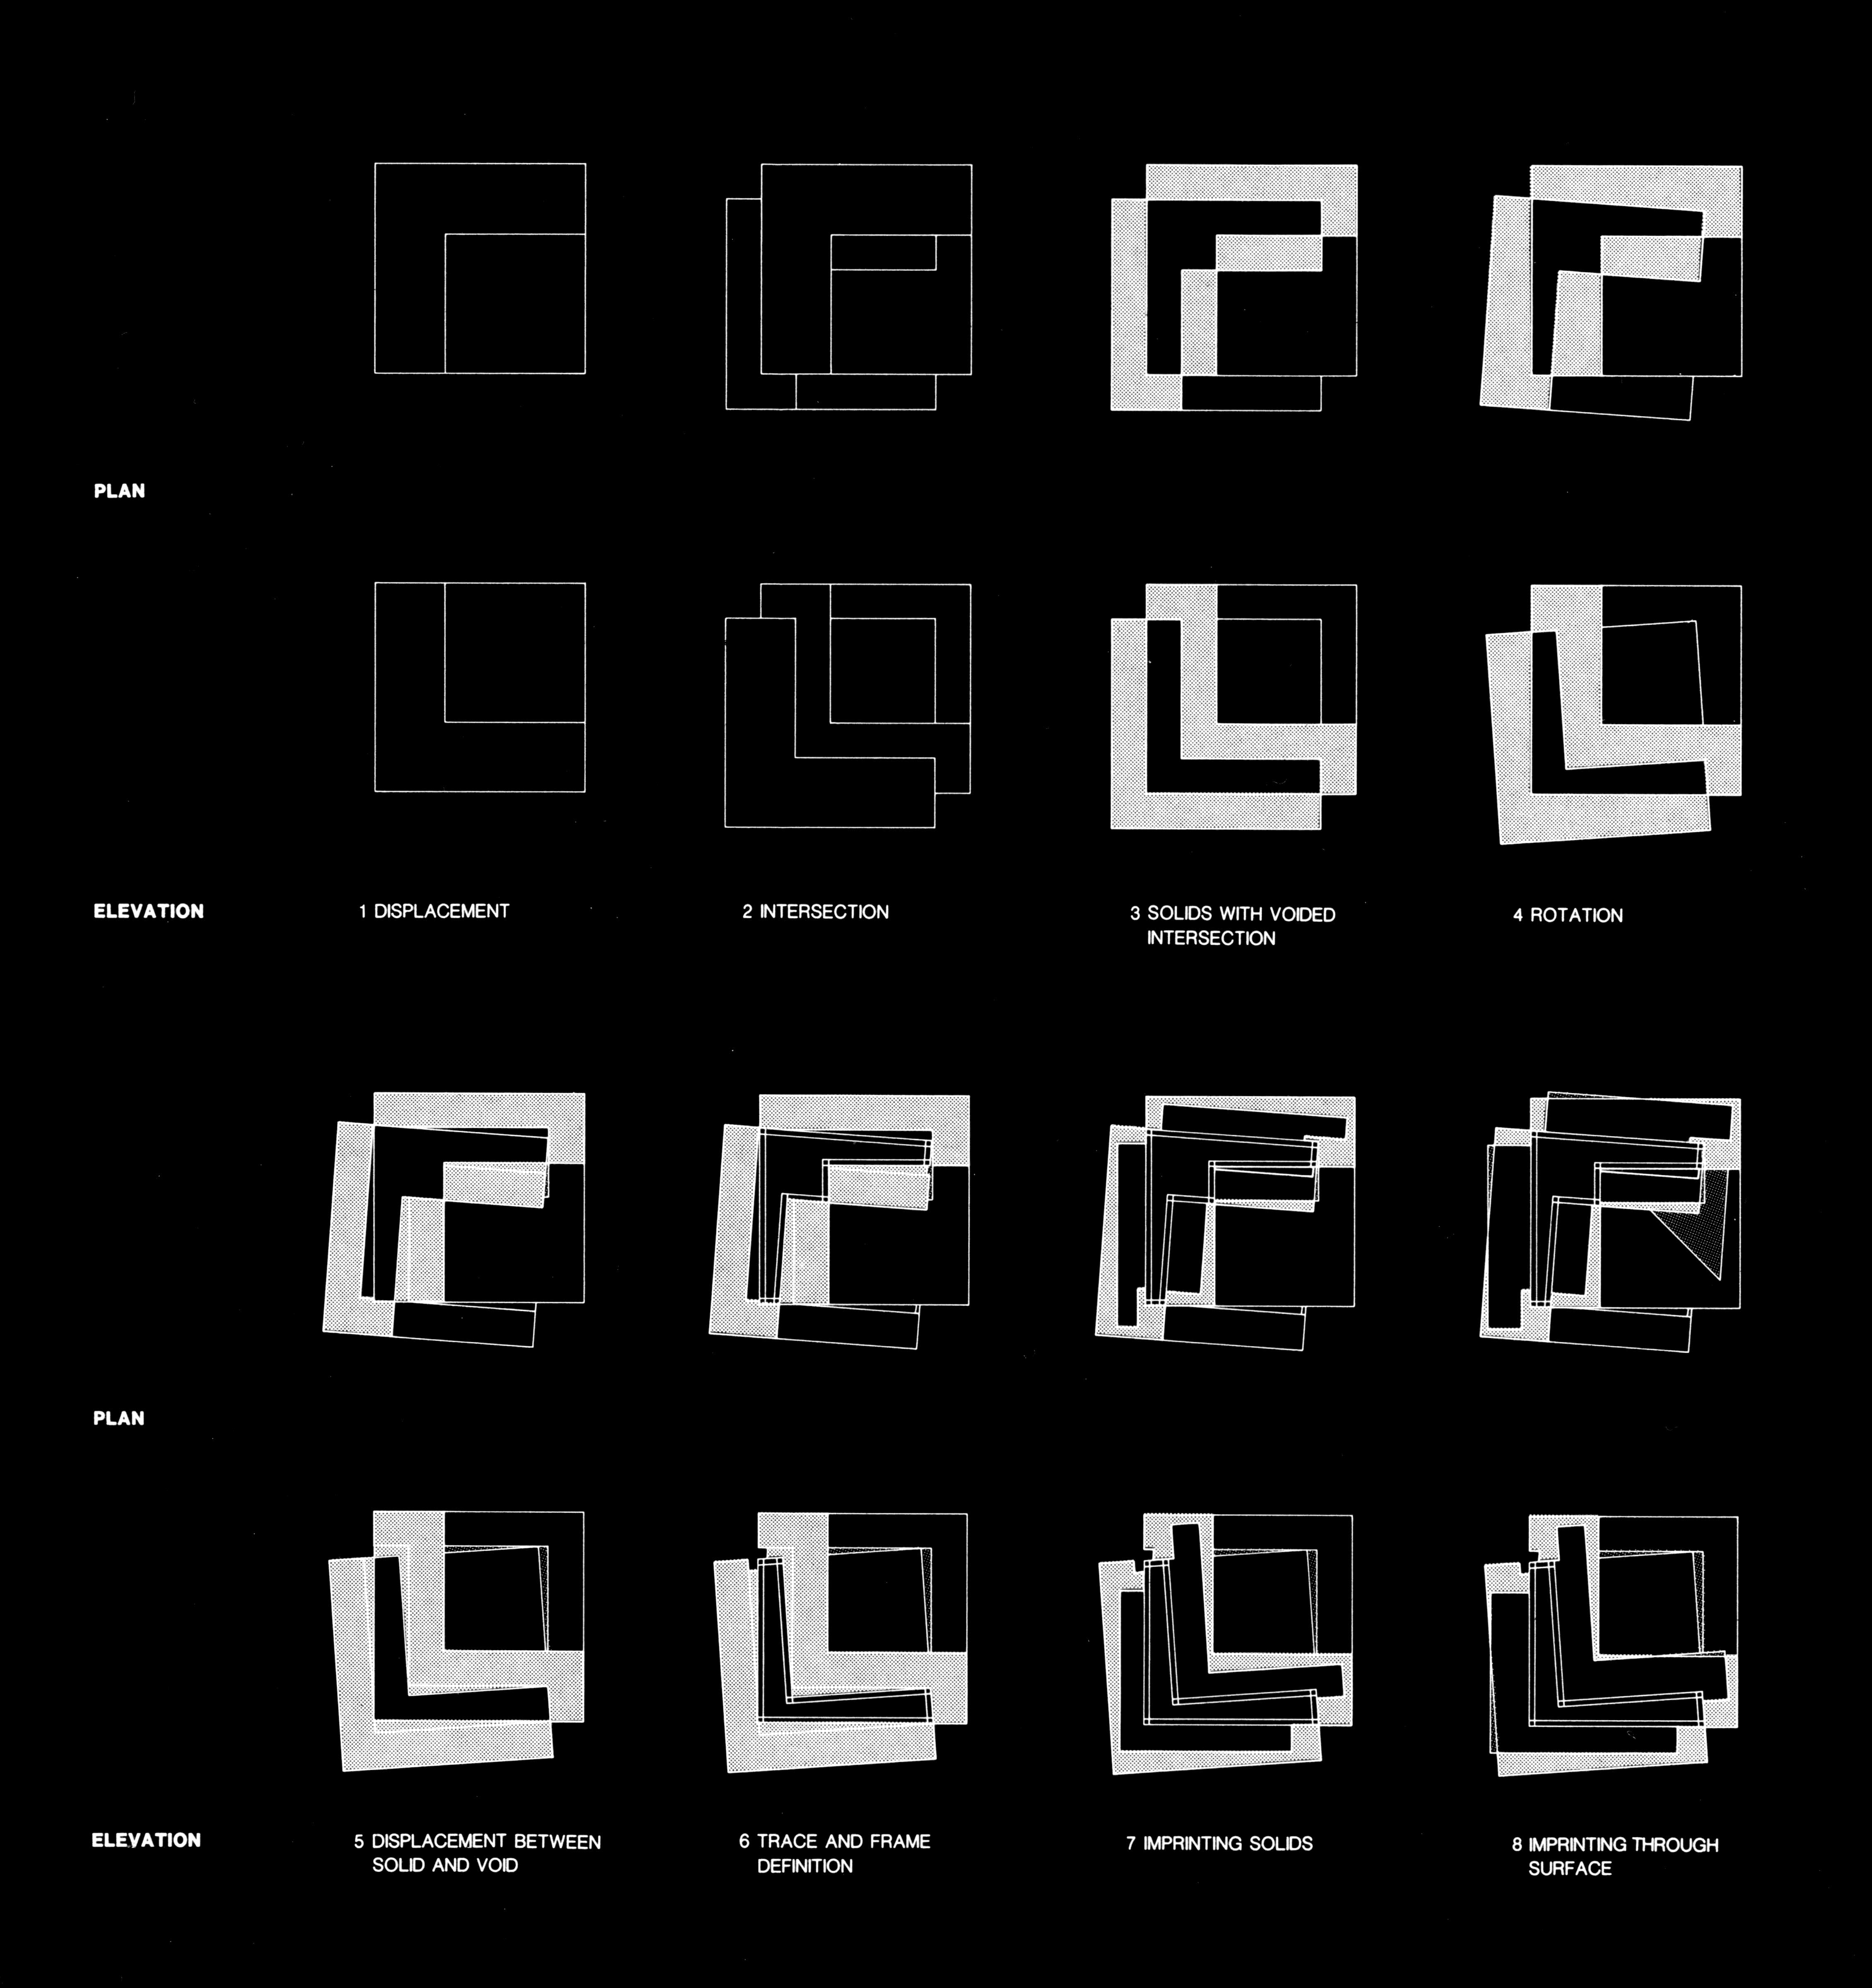 PLAN
ELEVATION
1 DISPLACEMENT
2 INTERSECTION
3 SOLIDS WITH VOIDED
INTERSECTION
4 ROTATION
PLAN
ELEVATION
5 DISPLACEMENT BETWEEN
SOLID AND VOID
6 TRACE AND FRAME
DEFINITION
7 IMPRINTING SOLIDS
8 IMPRINTING THROUGH
SURFACE